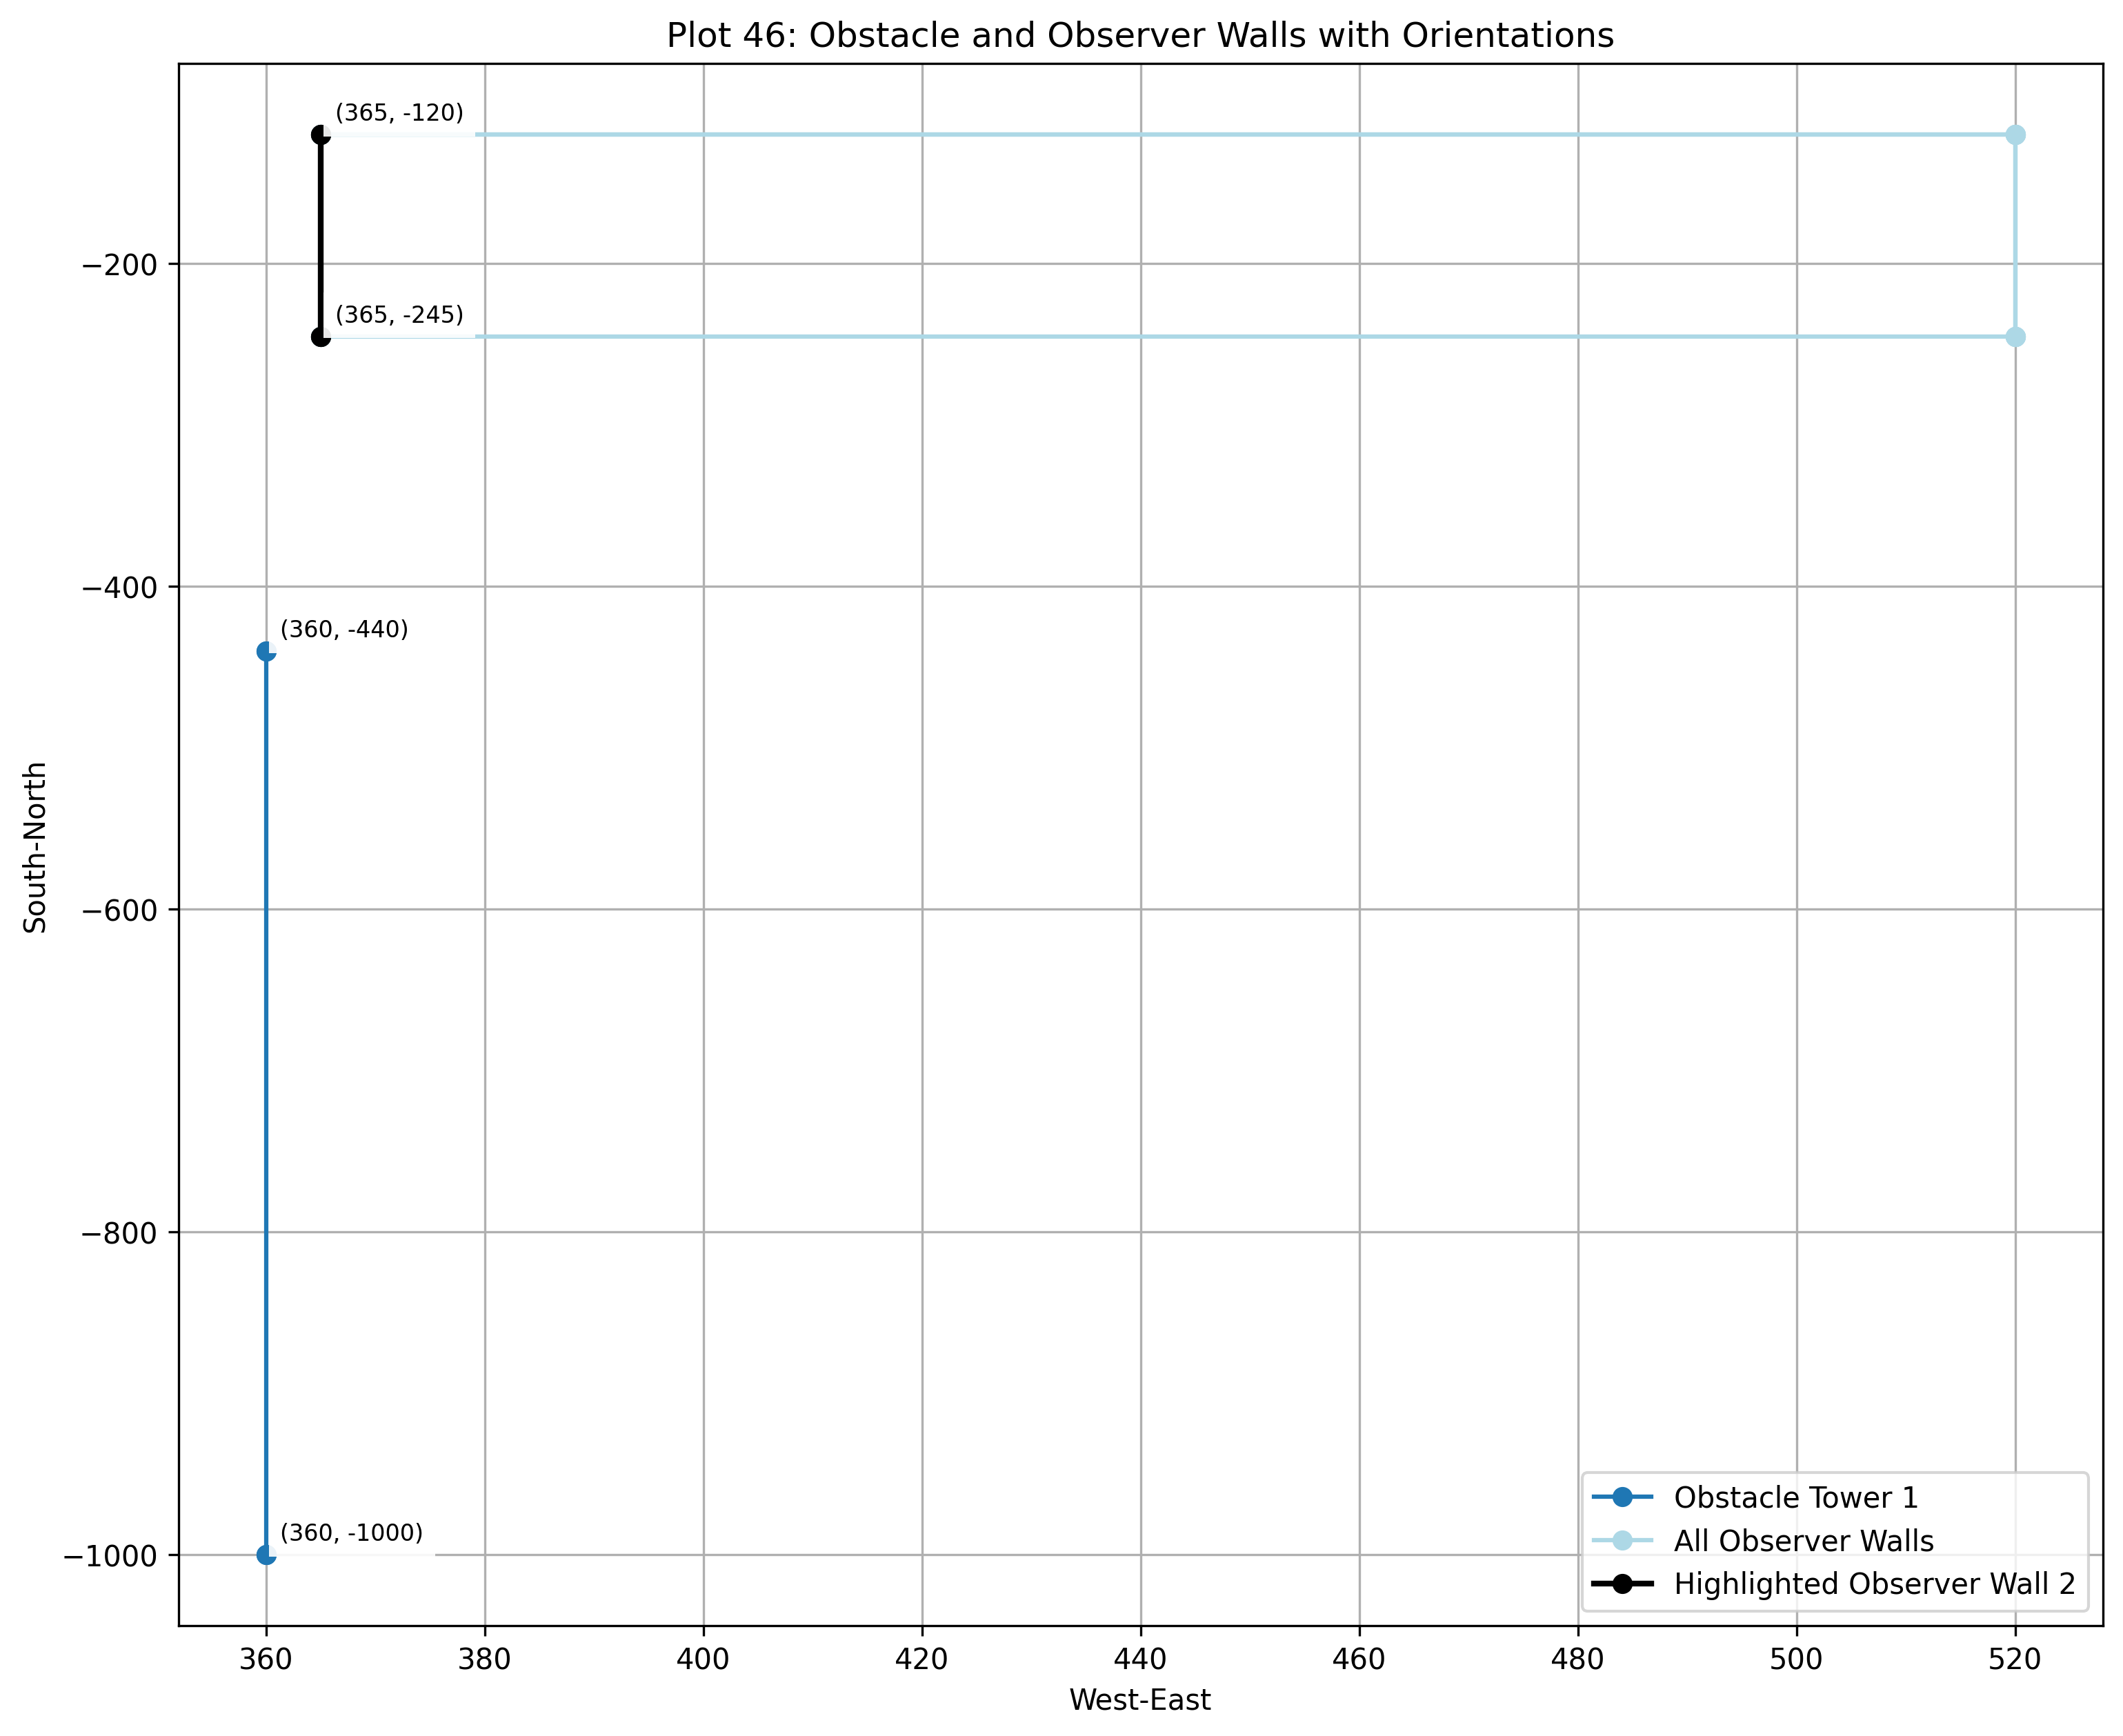 Plot 46: Obstacle and Observer Walls with Orientations
(365, -120)
−200
(365, -245)
−400
(360, -440)
South-North
−600
−800
(360, -1000)
−1000
Obstacle Tower 1
All Observer Walls
Highlighted Observer Wall 2
360 380 400 420 440 460 480 500 520
West-East